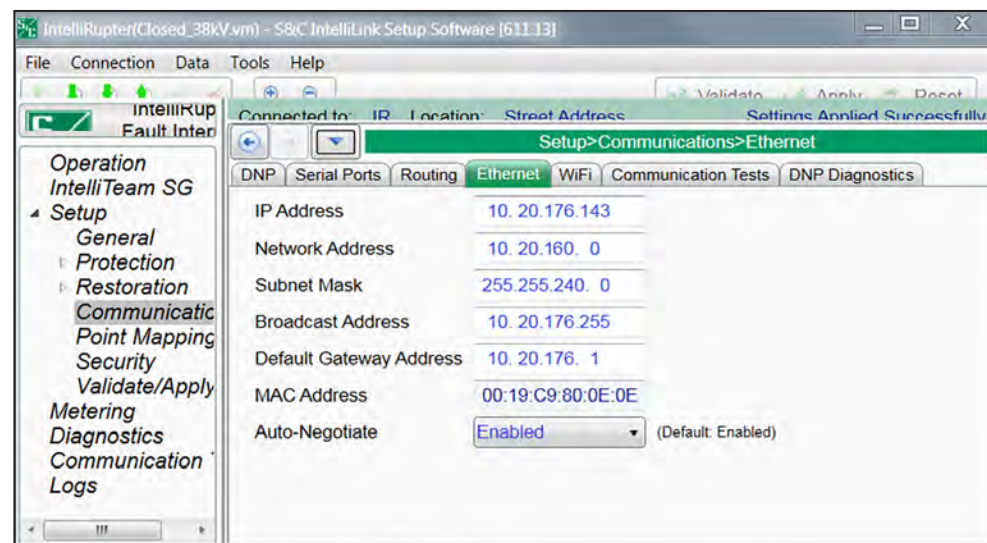 IntelliRupter(Closed_38kV.vm) - S&C IntelliLink Setup Software [611.13]
File Connection Data Tools Help
Validate Apply Reset
IntelliRup
Fault Inter
Connected to: IR Location: Street Address Settings Applied Successfully
Setup>Communications>Ethernet
DNP Serial Ports Routing Ethernet WiFi Communication Tests DNP Diagnostics
Operation
IntelliTeam SG
Setup
General
Protection
Restoration
Communicatic
Point Mapping
Security
Validate/Apply
Metering
Diagnostics
Communication
Logs
IP Address 10. 20.176.143
Network Address 10. 20.160. 0
Subnet Mask 255.255.240. 0
Broadcast Address 10. 20.176.255
Default Gateway Address 10. 20.176. 1
MAC Address 00:19:C9:80:0E:0E
Auto-Negotiate Enabled (Default: Enabled)